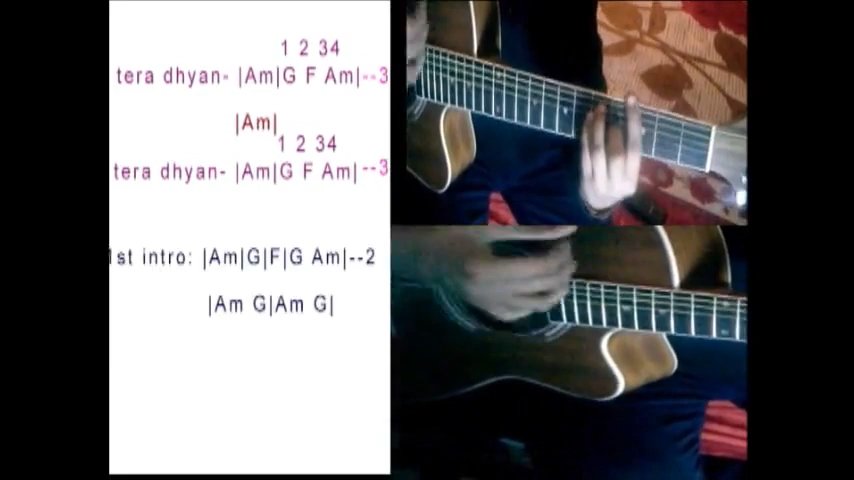 1 2 34
tera dhyan- |Am|G F Am|--3
|Am|
1 2 34
tera dhyan- |Am|G F Am|--3
1st intro: |Am|G|F|G Am|--2
|Am G|Am G|